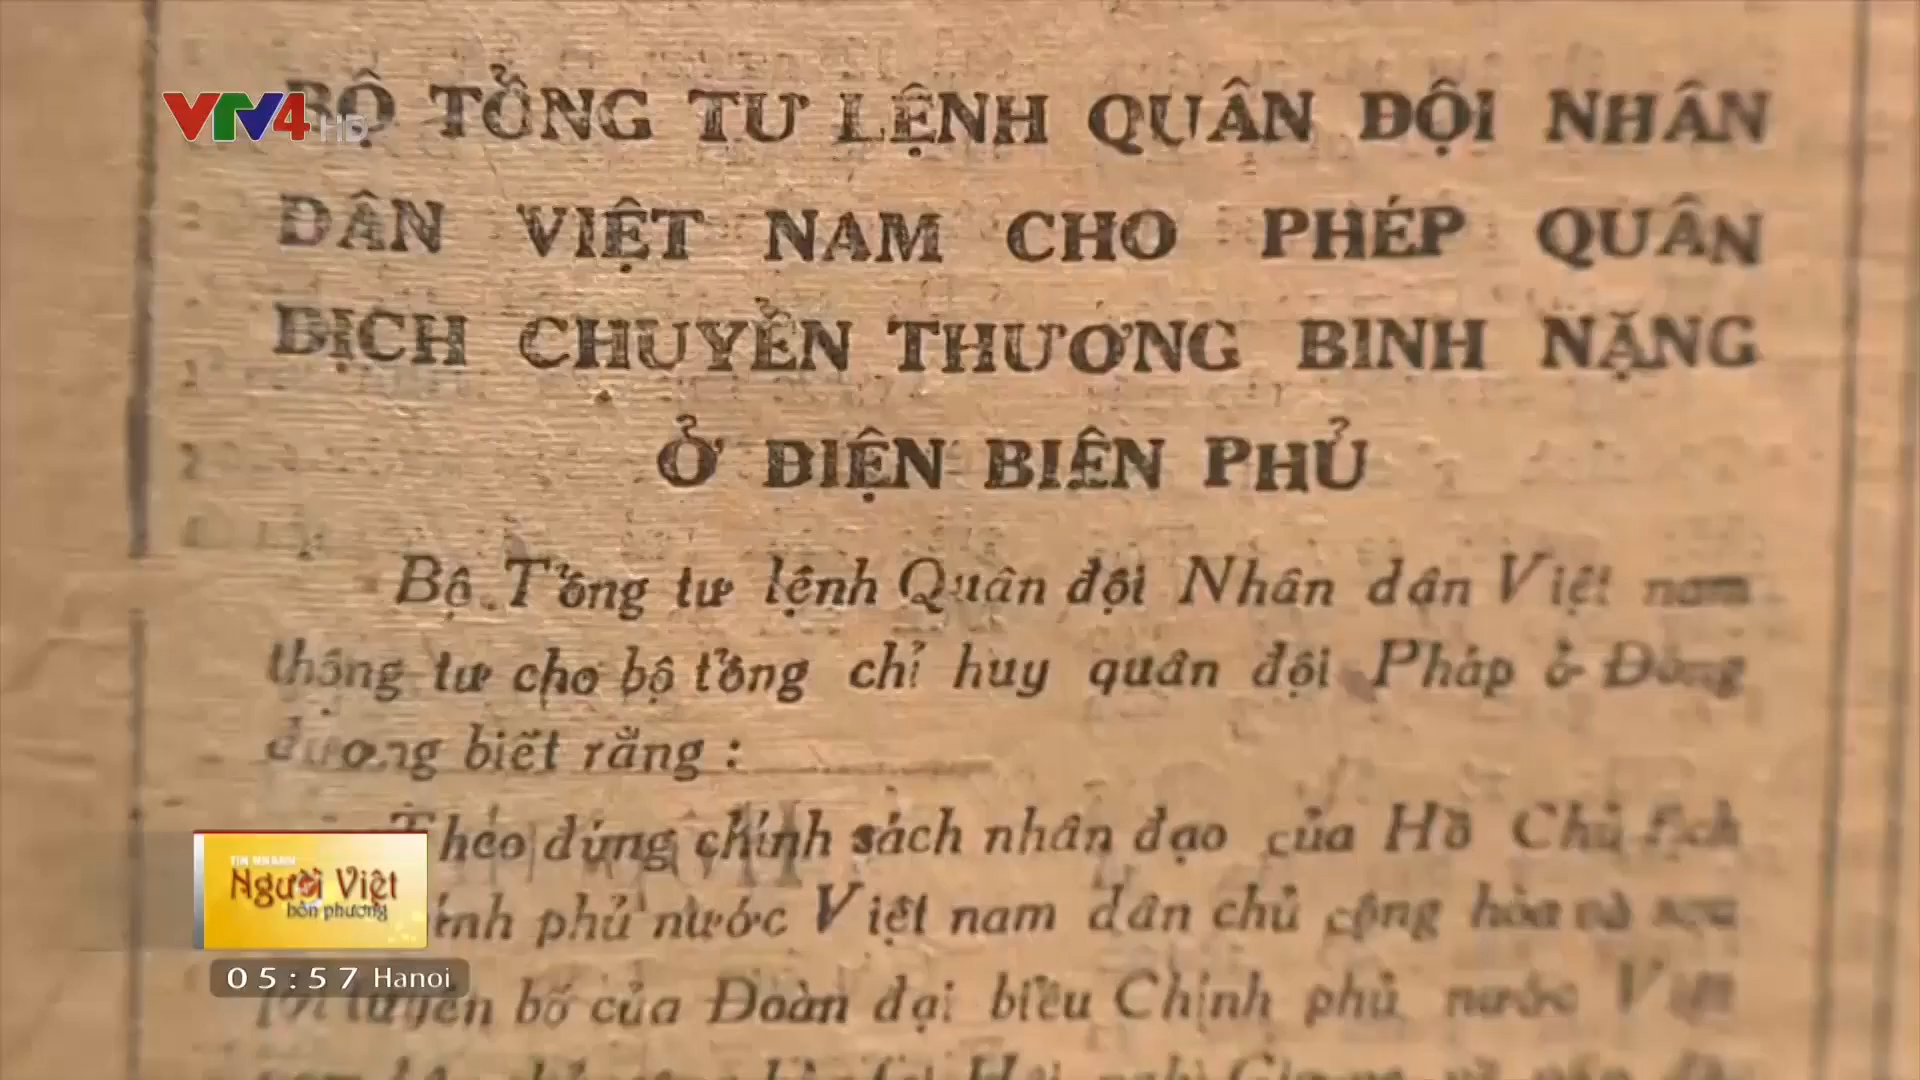 VTV4 HD
BỘ TỔNG TƯ LỆNH QUÂN ĐỘI NHÂN
DÂN VIỆT NAM CHO PHÉP QUÂN
ĐỊCH CHUYỂN THƯƠNG BINH NẶNG
Ở ĐIỆN BIÊN PHỦ
Bộ Tổng tư lệnh Quân đội Nhân dân Việt nam
thông tư cho bộ tổng chỉ huy quân đội Pháp ở Đông
dương biết rằng :
Theo đúng chính sách nhân đạo của Hồ Chủ tịch
phủ nước Việt nam dân chủ cộng hòa và
bố của Đoàn đại biểu Chính phủ nước Việt
TIN NHANH
Người Việt
bốn phương
05:57 Hanoi